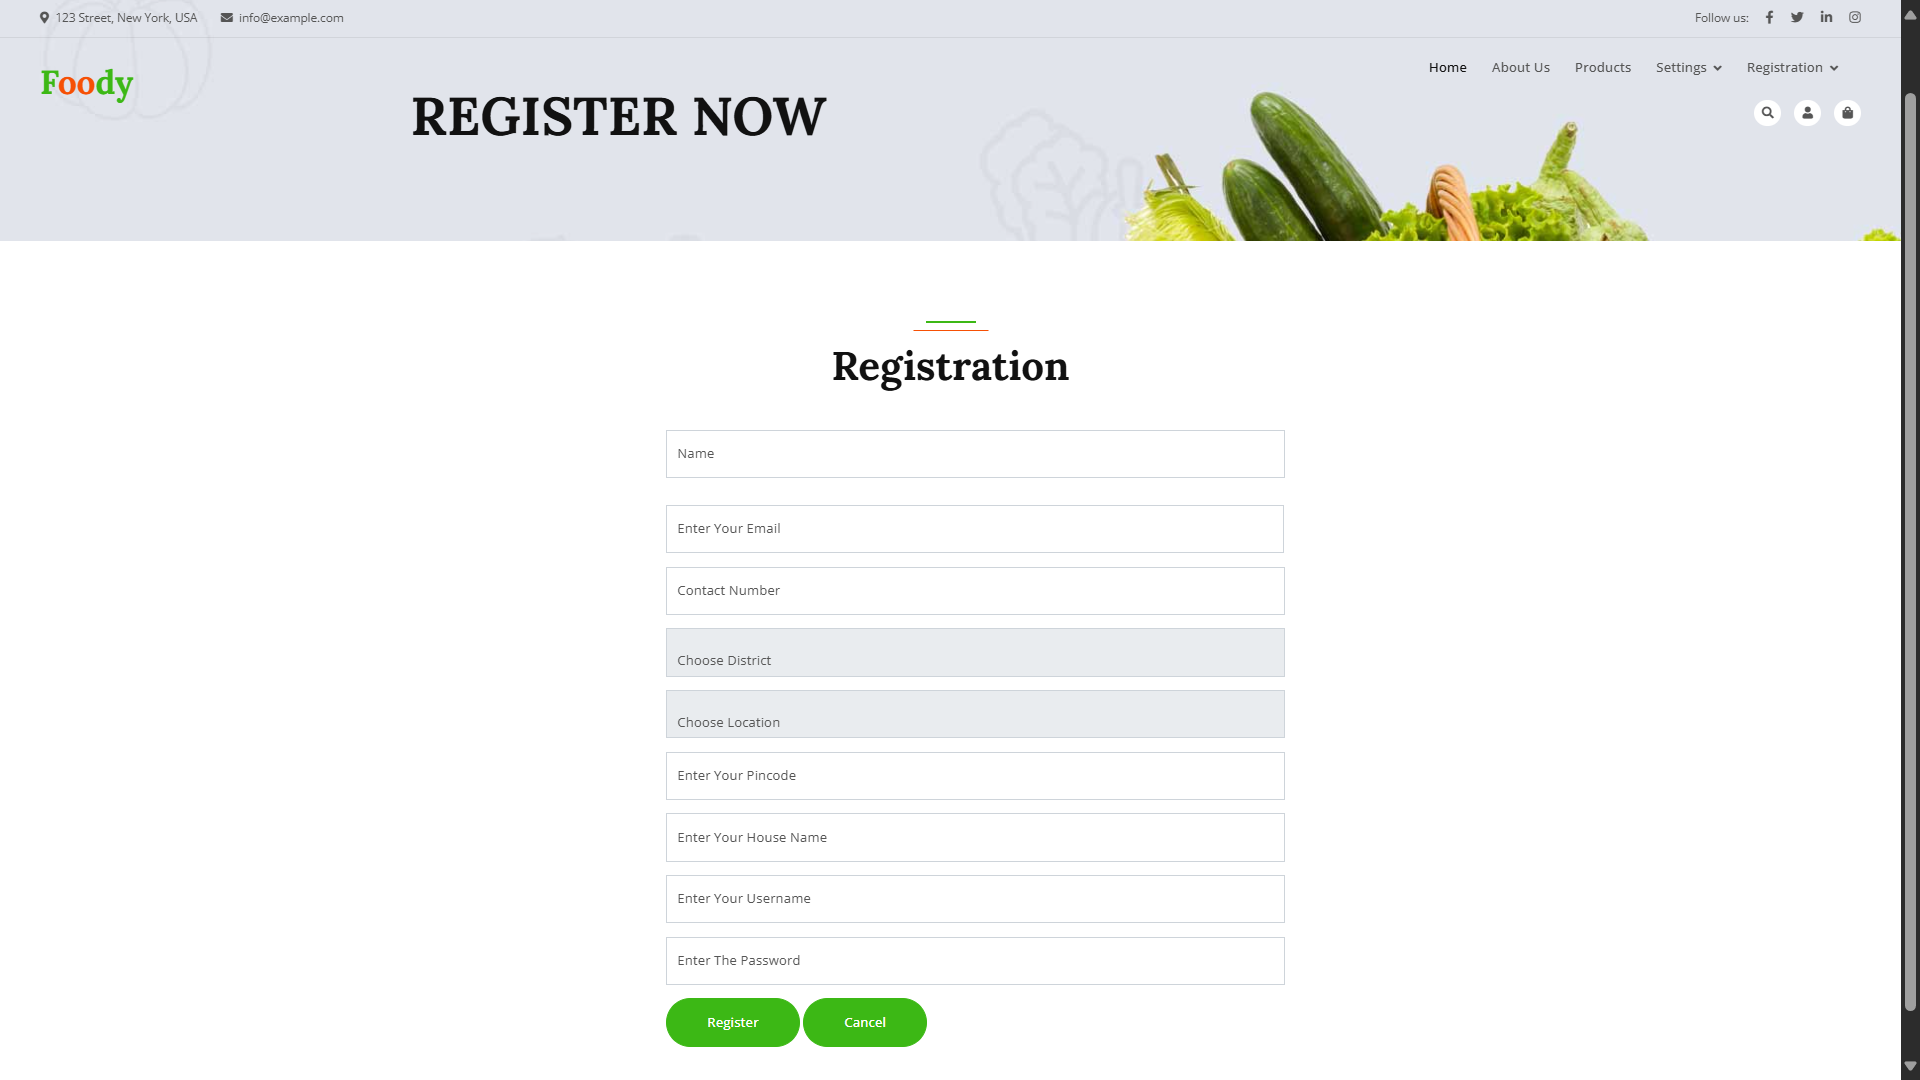 123 Street, New York, USA info@example.com Follow us:
Foody
Home About Us Products Settings Registration
REGISTER NOW
Registration
Name
Enter Your Email
Contact Number
Choose District
Choose Location
Enter Your Pincode
Enter Your House Name
Enter Your Username
Enter The Password
Register Cancel